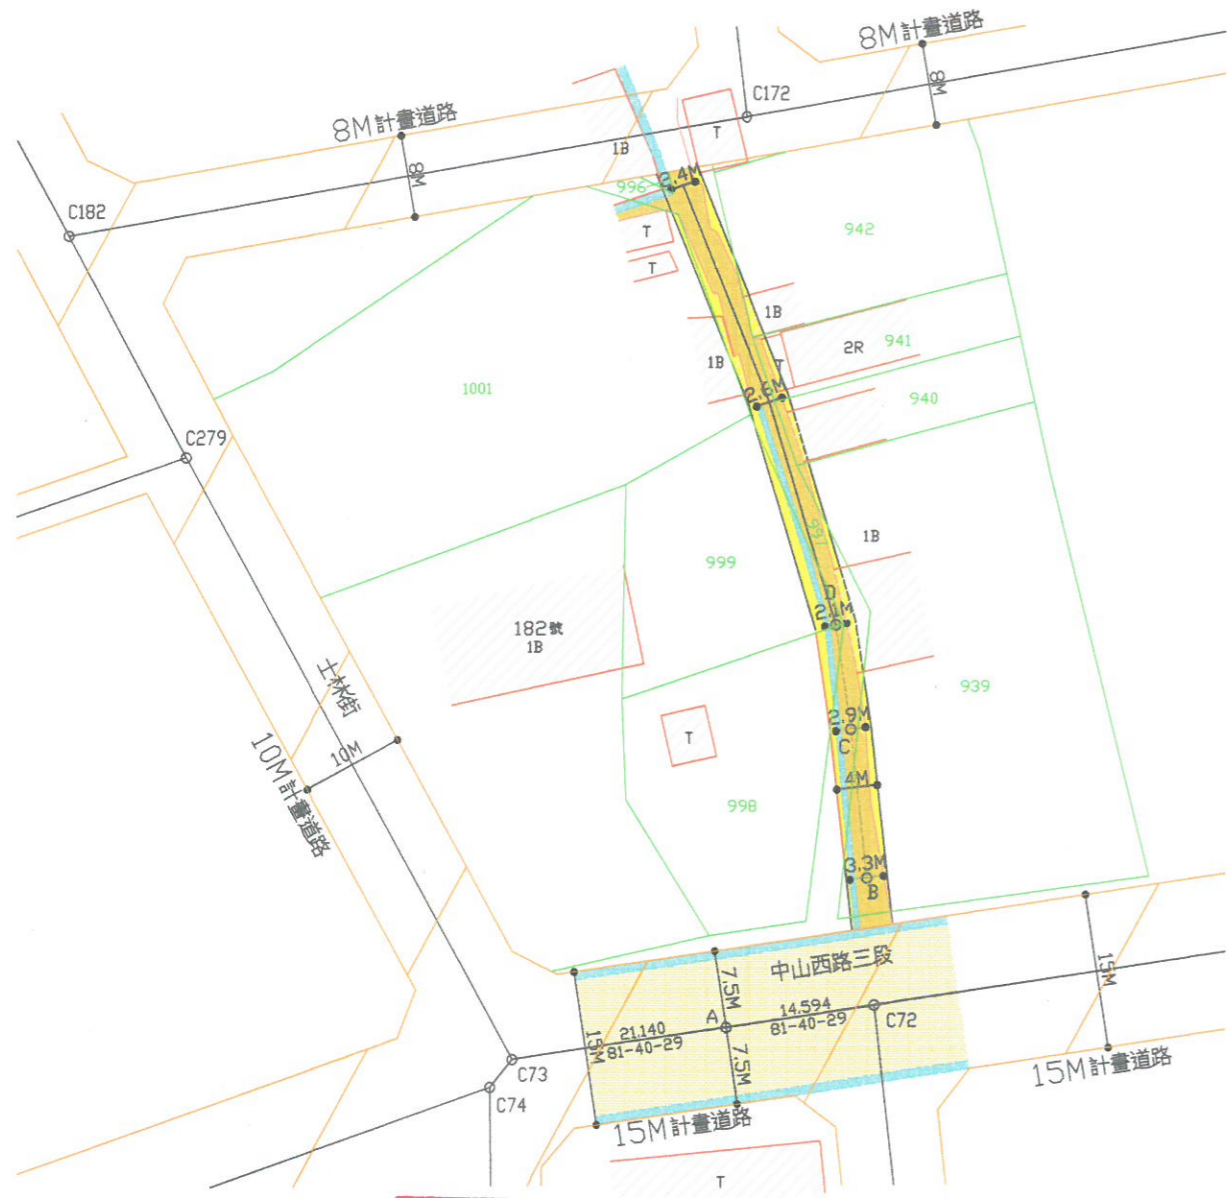 8M計畫道路
8M
C172
8M計畫道路
8M
T
1B
2.4M
996
C182
T
T
942
1B
1B
2R
941
T
2.6M
940
1001
C279
997
1B
999
D
2.1M
182號
1B
士林街
10M
10M計畫道路
939
2.9M
C
T
4M
998
3.3M
B
中山西路三段
7.5M
15M
A
21.140
81-40-29
14.594
81-40-29
C72
7.5M
15M
C73
C74
15M計畫道路
15M計畫道路
T